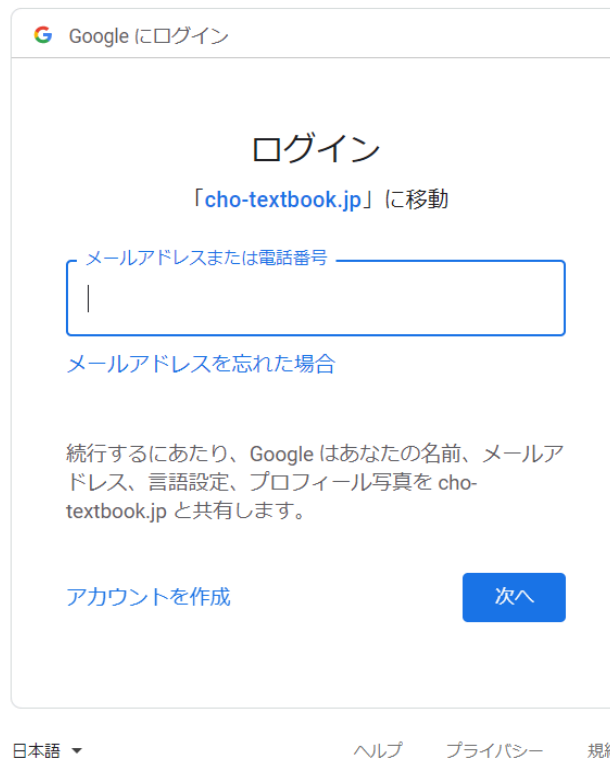 Google にログイン
ログイン
「cho-textbook.jp」に移動
メールアドレスまたは電話番号
メールアドレスを忘れた場合
続行するにあたり、Google はあなたの名前、メールア
ドレス、言語設定、プロフィール写真を cho-
textbook.jp と共有します。
アカウントを作成
次へ
日本語 ヘルプ プライバシー